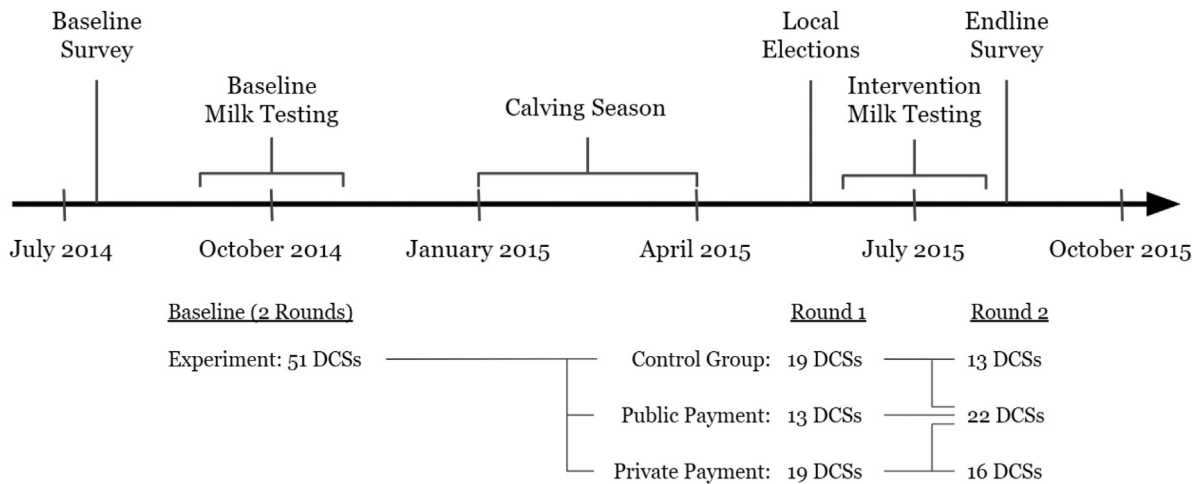 Baseline
Survey
Baseline
Milk Testing
Calving Season
Local
Elections
Intervention
Milk Testing
Endline
Survey
July 2014
October 2014
January 2015
April 2015
July 2015
October 2015
Baseline (2 Rounds)
Round 1
Round 2
Experiment: 51 DCSs
Control Group: 19 DCSs
13 DCSs
Public Payment: 13 DCSs
22 DCSs
Private Payment: 19 DCSs
16 DCSs